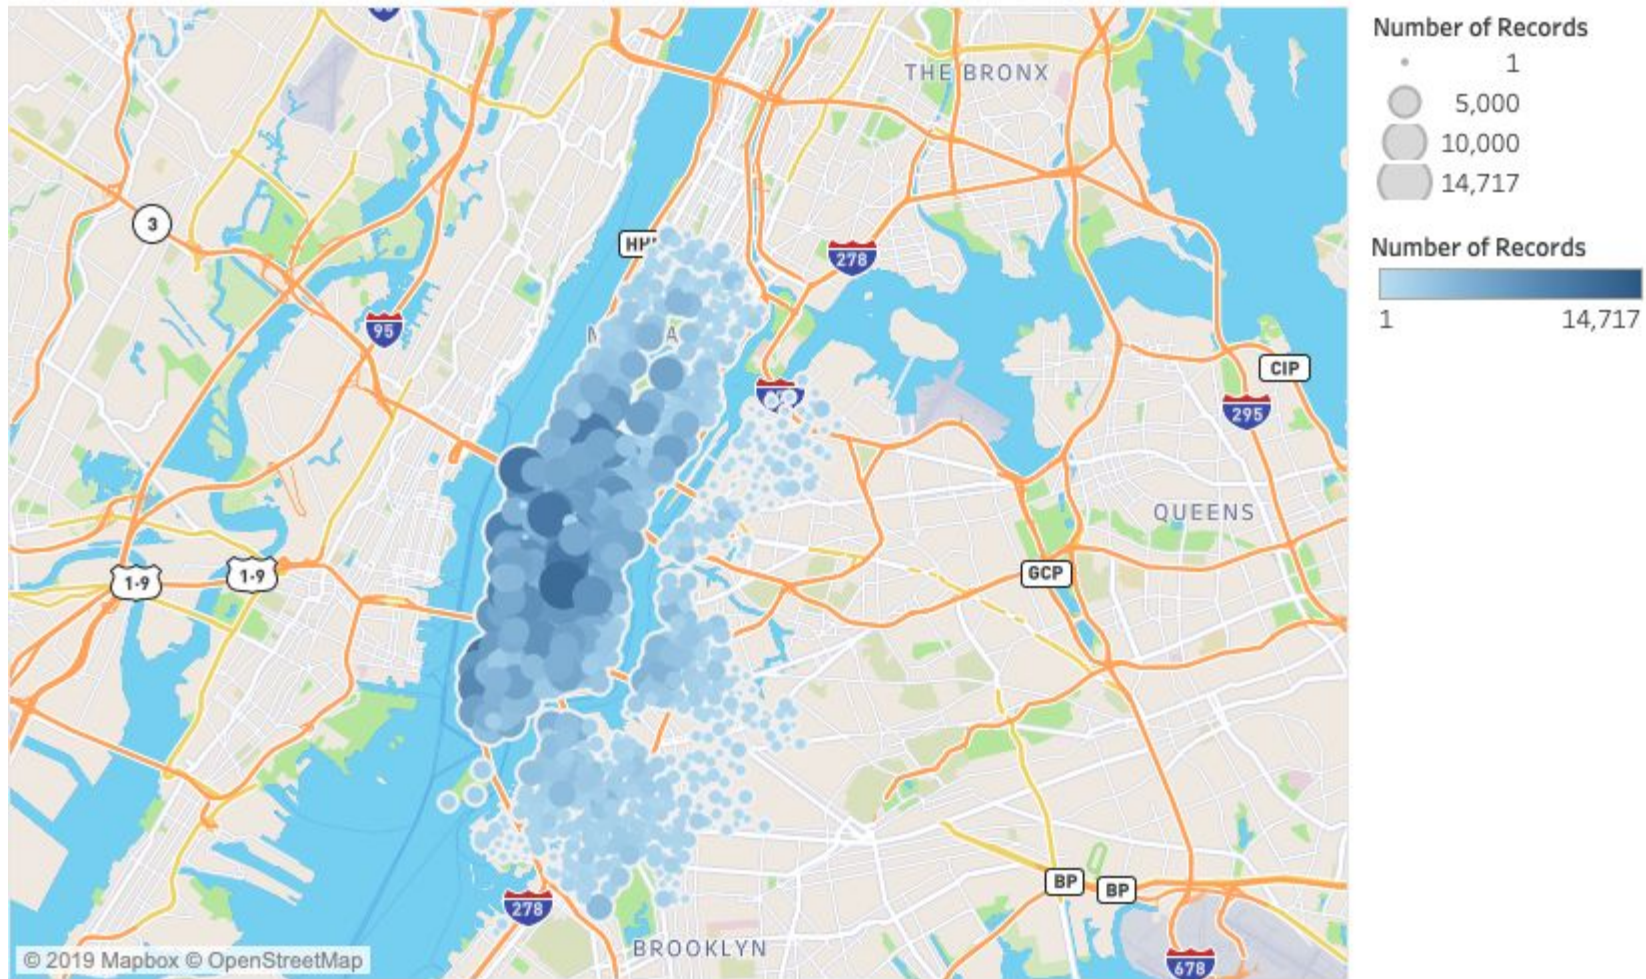 THE BRONX
3
HH
278
95
CIP
295
QUEENS
1-9
1-9
GCP
BP
BP
278
BROOKLYN
678
© 2019 Mapbox © OpenStreetMap
Number of Records
1
5,000
10,000
14,717
Number of Records
1 14,717